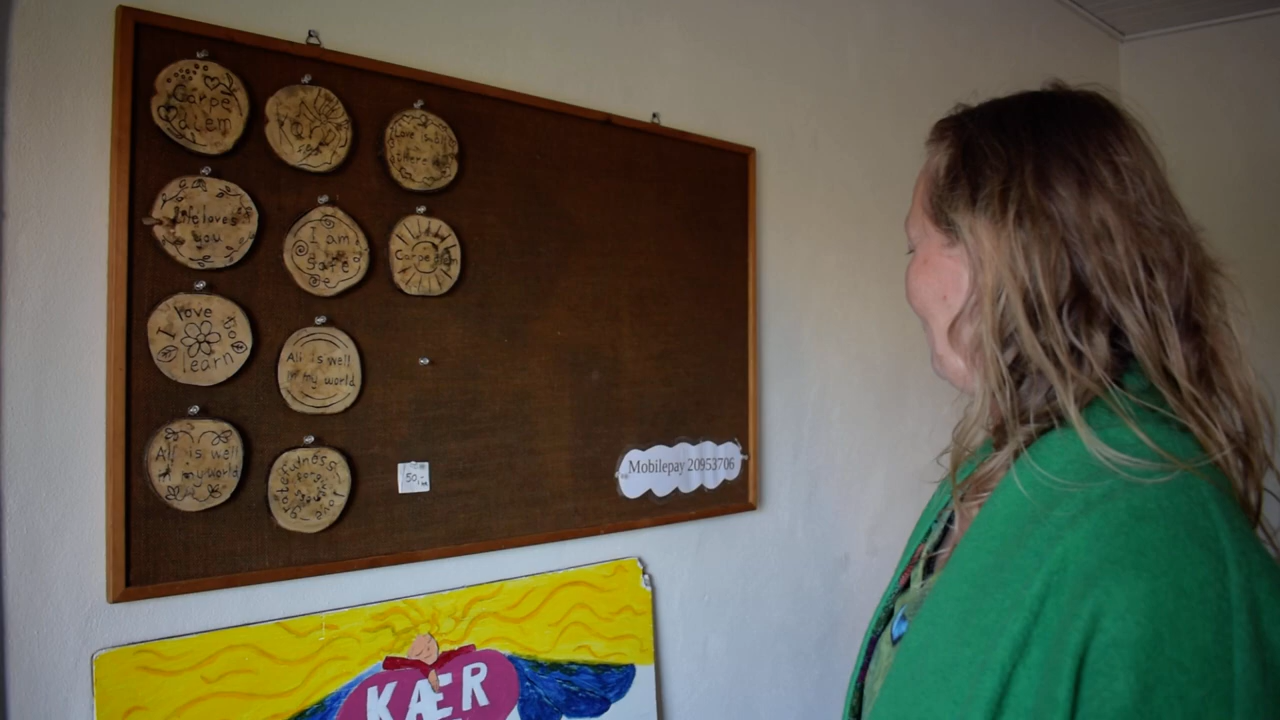 Carpe
diem
Love is all
there is
Life loves
you
I am
safe
Carpe diem
I love to
learn
All is well
in my world
All is well
in my world
50,-
Mobilepay 20953706
KÆR